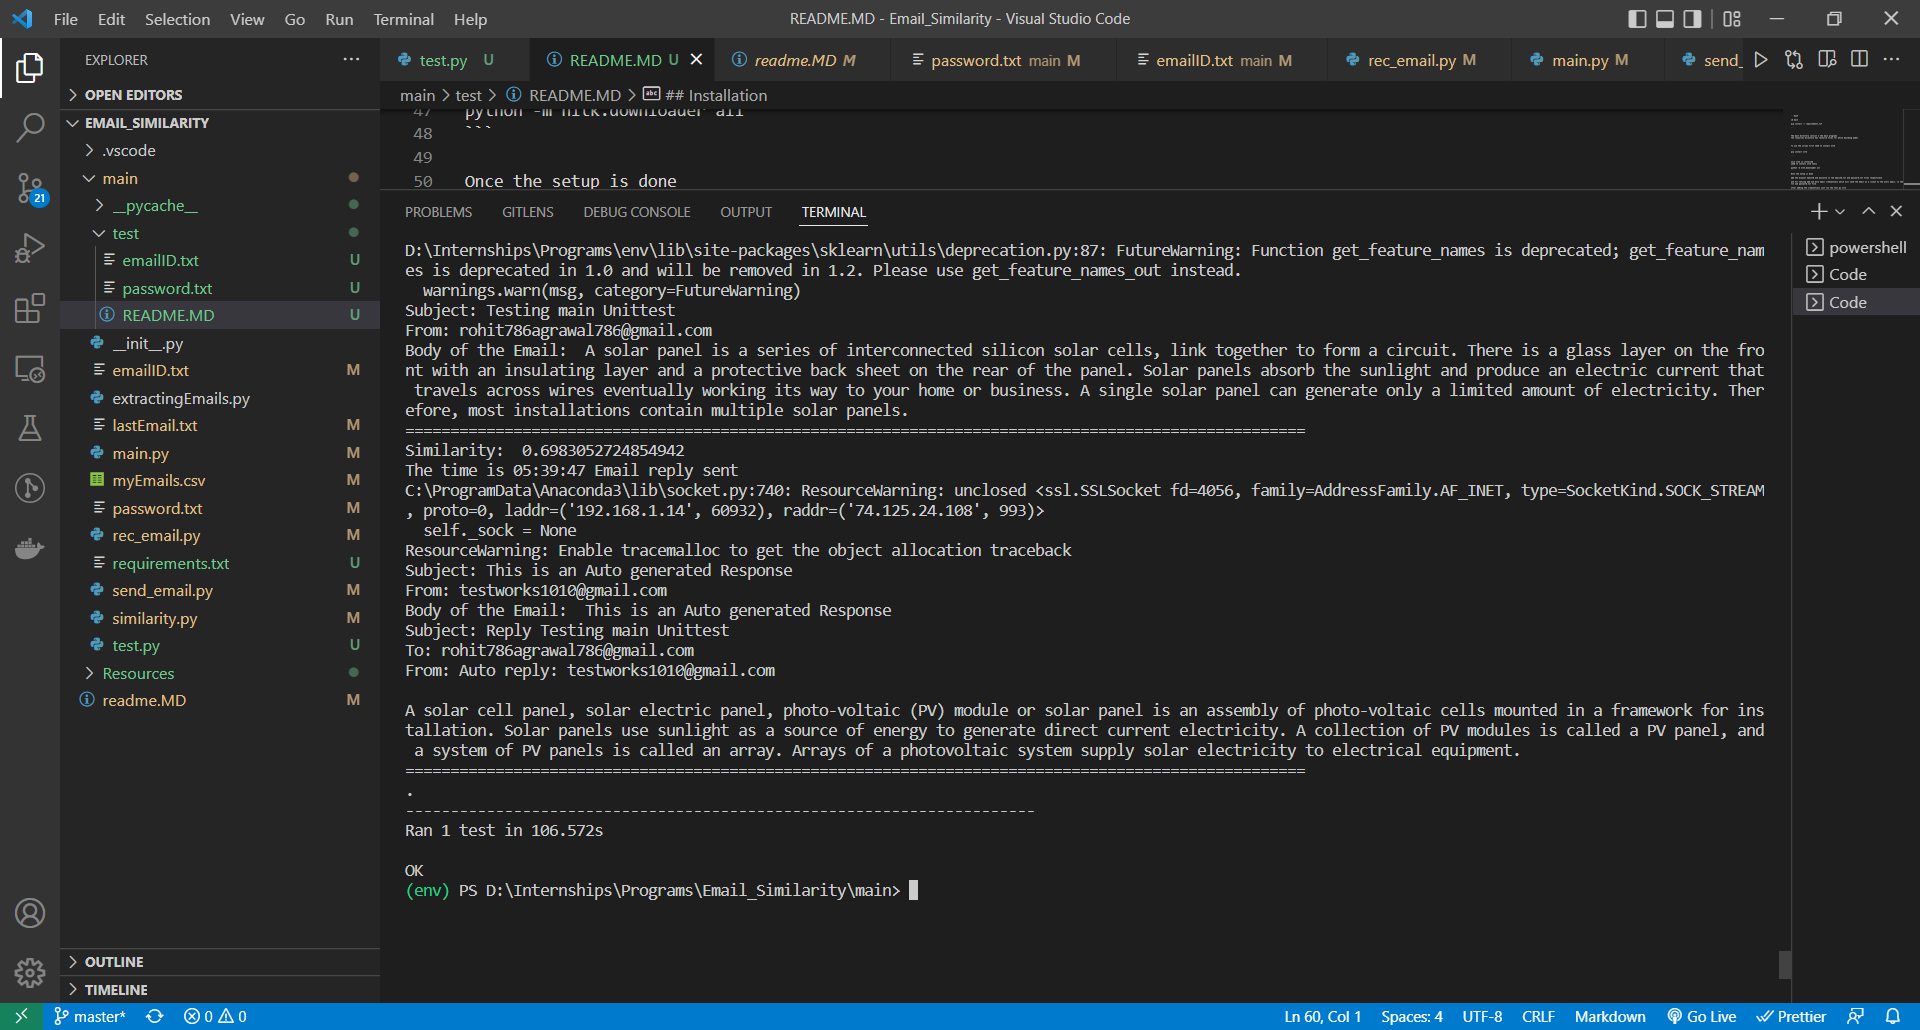 File Edit Selection View Go Run Terminal Help
README.MD - Email_Similarity - Visual Studio Code
EXPLORER
OPEN EDITORS
EMAIL_SIMILARITY
.vscode
main
__pycache__
test
emailID.txt U
password.txt U
README.MD U
__init__.py
emailID.txt M
extractingEmails.py
lastEmail.txt M
main.py M
myEmails.csv M
password.txt M
rec_email.py M
requirements.txt U
send_email.py M
similarity.py M
test.py U
Resources
readme.MD M
OUTLINE
TIMELINE
21
test.py U
README.MD U
readme.MD M
password.txt main M
emailID.txt main M
rec_email.py M
main.py M
send_
main > test > README.MD > ## Installation
47 python -m nltk.downloader all
48 ```
49
50 Once the setup is done
PROBLEMS GITLENS DEBUG CONSOLE OUTPUT TERMINAL
D:\Internships\Programs\env\lib\site-packages\sklearn\utils\deprecation.py:87: FutureWarning: Function get_feature_names is deprecated; get_feature_nam
es is deprecated in 1.0 and will be removed in 1.2. Please use get_feature_names_out instead.
warnings.warn(msg, category=FutureWarning)
Subject: Testing main Unittest
From: rohit786agrawal786@gmail.com
Body of the Email:  A solar panel is a series of interconnected silicon solar cells, link together to form a circuit. There is a glass layer on the fro
nt with an insulating layer and a protective back sheet on the rear of the panel. Solar panels absorb the sunlight and produce an electric current that
travels across wires eventually working its way to your home or business. A single solar panel can generate only a limited amount of electricity. Ther
efore, most installations contain multiple solar panels.
====================================================================================================
Similarity:  0.6983052724854942
The time is 05:39:47 Email reply sent
C:\ProgramData\Anaconda3\lib\socket.py:740: ResourceWarning: unclosed <ssl.SSLSocket fd=4056, family=AddressFamily.AF_INET, type=SocketKind.SOCK_STREAM
, proto=0, laddr=('192.168.1.14', 60932), raddr=('74.125.24.108', 993)>
self._sock = None
ResourceWarning: Enable tracemalloc to get the object allocation traceback
Subject: This is an Auto generated Response
From: testworks1010@gmail.com
Body of the Email:  This is an Auto generated Response
Subject: Reply Testing main Unittest
To: rohit786agrawal786@gmail.com
From: Auto reply: testworks1010@gmail.com
A solar cell panel, solar electric panel, photo-voltaic (PV) module or solar panel is an assembly of photo-voltaic cells mounted in a framework for ins
tallation. Solar panels use sunlight as a source of energy to generate direct current electricity. A collection of PV modules is called a PV panel, and
a system of PV panels is called an array. Arrays of a photovoltaic system supply solar electricity to electrical equipment.
====================================================================================================
.
----------------------------------------------------------------------
Ran 1 test in 106.572s
OK
(env) PS D:\Internships\Programs\Email_Similarity\main>
powershell
Code
Code
master* 0 0
Ln 60, Col 1 Spaces: 4 UTF-8 CRLF Markdown Go Live Prettier